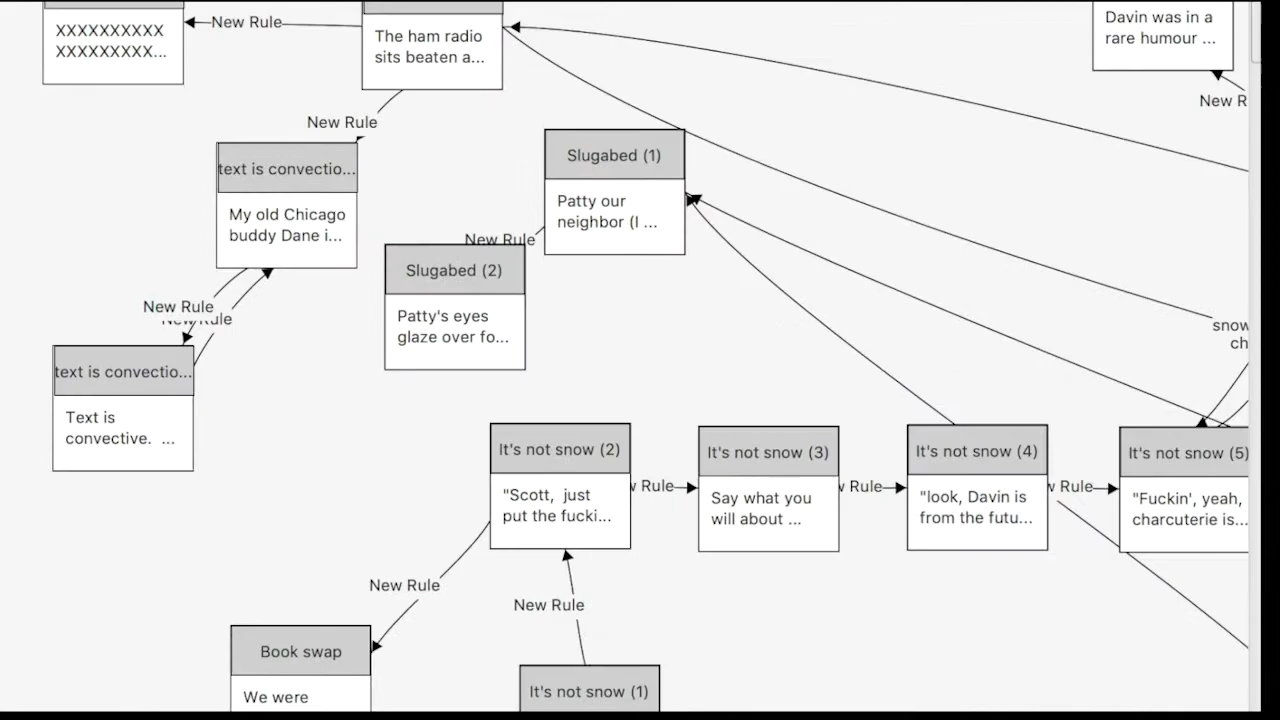 XXXXXXXXXX
XXXXXXXXX...
New Rule
The ham radio
sits beaten a...
Davin was in a
rare humour ...
New R
New Rule
text is convectio...
My old Chicago
buddy Dane i...
Slugabed (1)
Patty our
neighbor (I ...
New Rule
Slugabed (2)
Patty's eyes
glaze over fo...
New Rule
New Rule
snow
ch
text is convectio...
Text is
convective.  ...
It's not snow (2)
"Scott,  just
put the fucki...
Rule
It's not snow (3)
Say what you
will about ...
Rule
It's not snow (4)
"look, Davin is
from the futu...
Rule
It's not snow (5)
"Fuckin', yeah,
charcuterie is...
New Rule
New Rule
Book swap
We were
It's not snow (1)